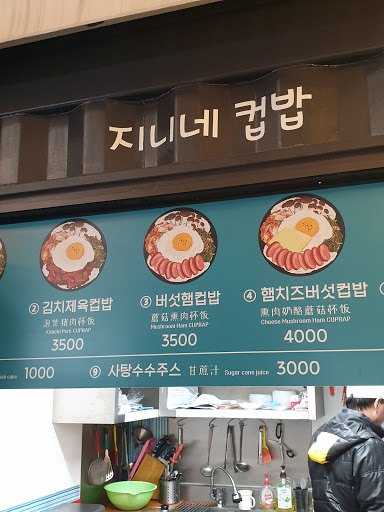 지니네 컵밥
② 김치제육컵밥
泡菜猪肉杯饭
Kimchi Pork CUPBAP
3500
③ 버섯햄컵밥
蘑菇熏肉杯饭
Mushroom Ham CUPBAP
3500
④ 햄치즈버섯컵밥
熏肉奶酪蘑菇杯饭
Cheese Mushroom Ham CUPBAP
4000
fish cake 1000
⑨ 사탕수수주스 甘蔗汁 Sugar cane juice 3000